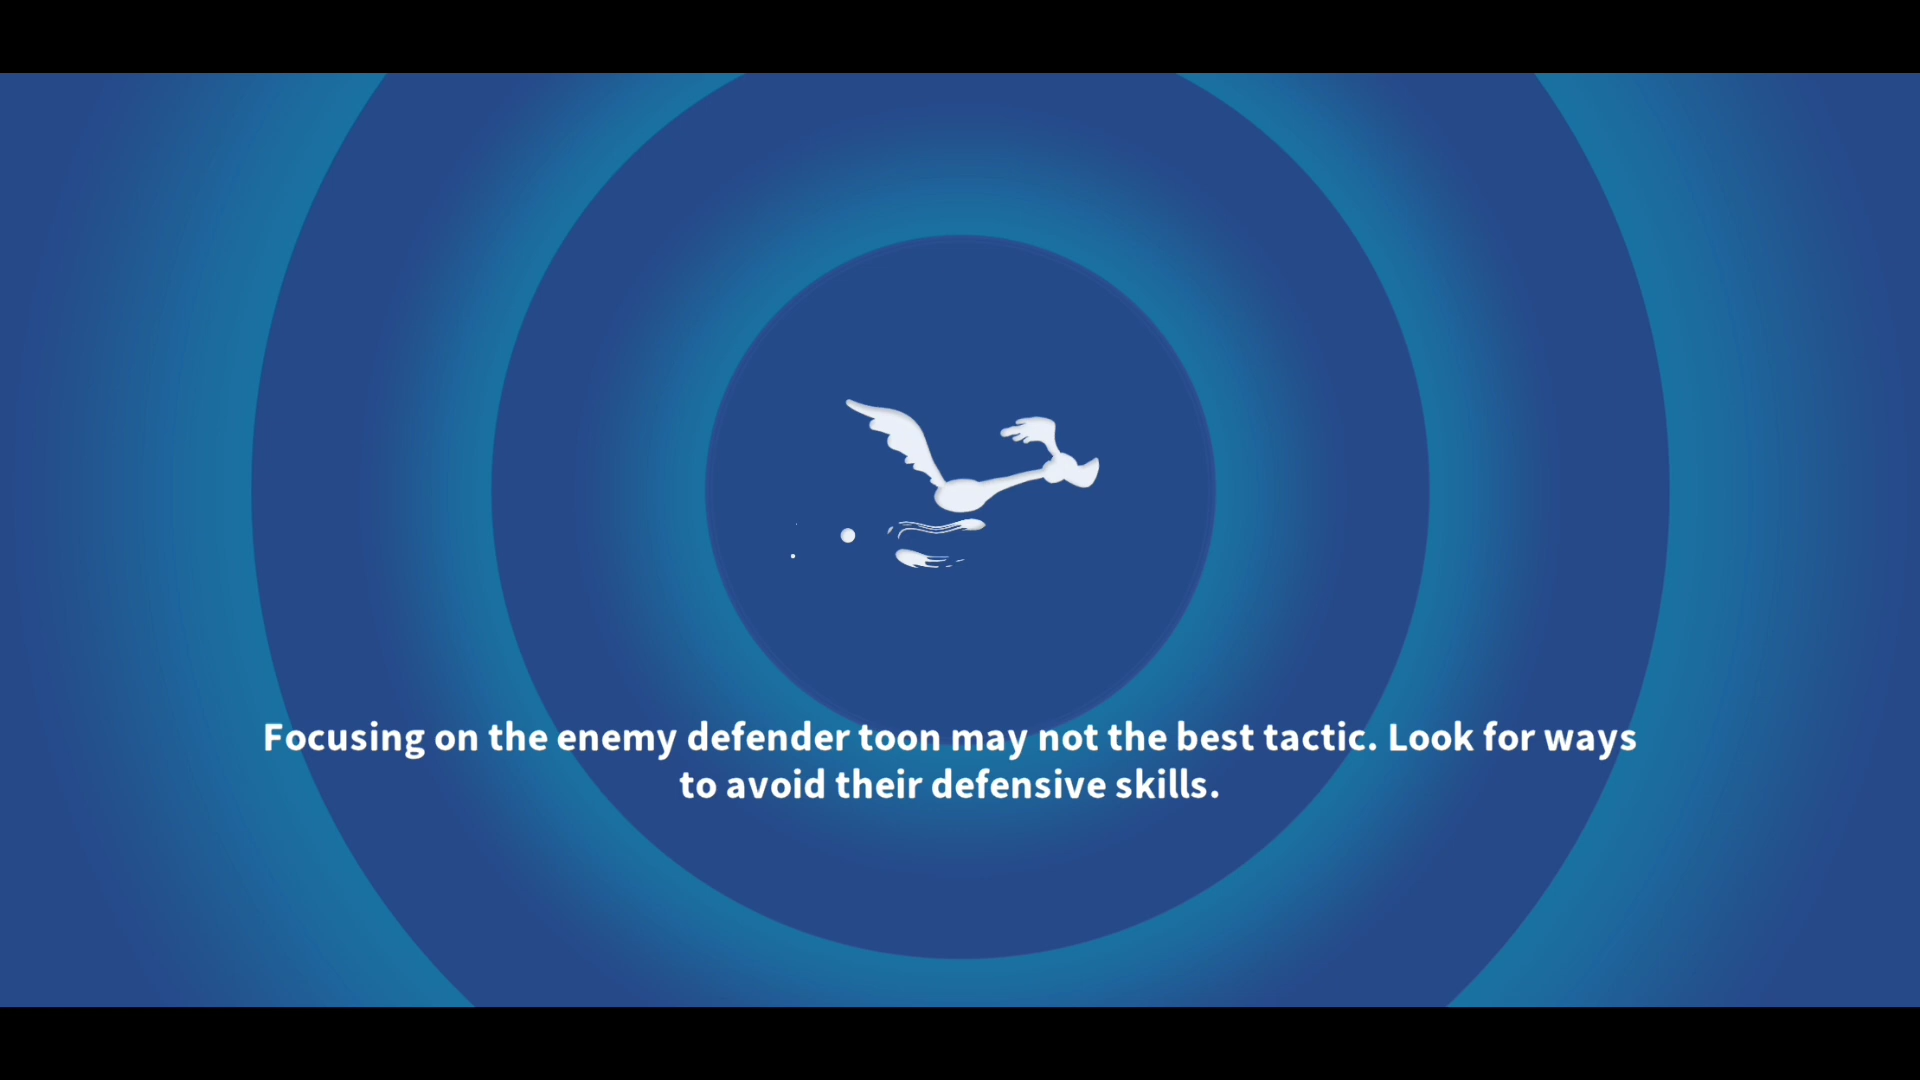 Focusing on the enemy defender toon may not the best tactic. Look for ways
to avoid their defensive skills.